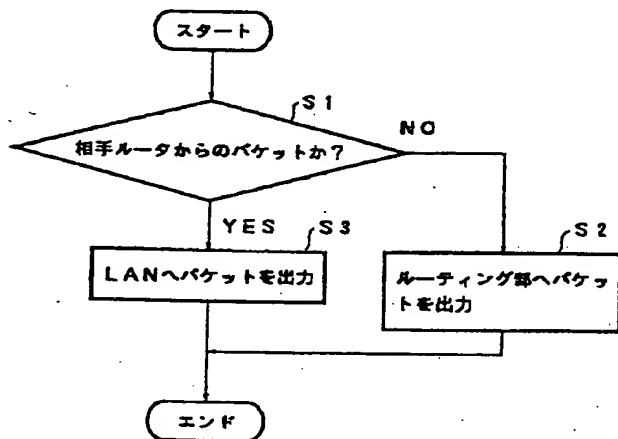 スタート
S1
相手ルータからのパケットか?
NO
YES
S3
S2
LANへパケットを出力
ルーティング部へパケッ
トを出力
エンド